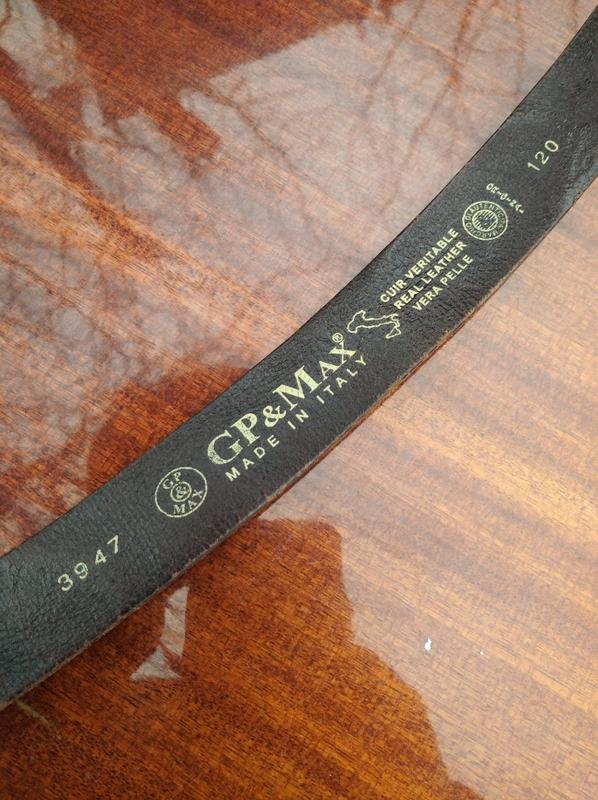 3947
GP
&
MAX
GP&MAX®
MADE IN ITALY
CUIR VERITABLE
REAL LEATHER
VERA PELLE
120